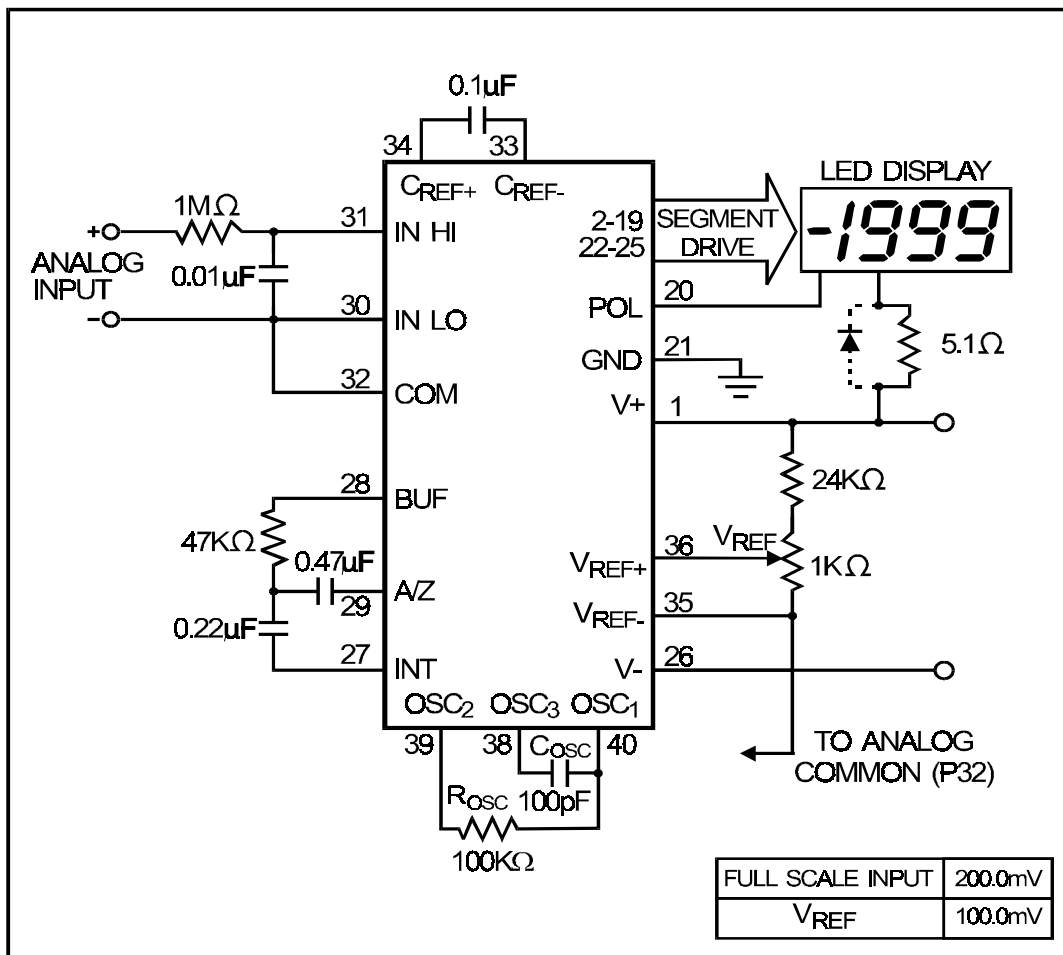 0.1µF
34
33
CREF+
CREF-
LED DISPLAY
-1999
1MΩ
31
IN HI
2-19
22-25
SEGMENT
DRIVE
+
ANALOG
INPUT
0.01µF
-
30
IN LO
POL
20
5.1Ω
32
COM
GND
21
V+
1
28
BUF
24KΩ
47KΩ
0.47µF
29
A/Z
VREF+
36
VREF
1KΩ
VREF-
35
0.22µF
27
INT
V-
26
OSC2
OSC3
OSC1
39
38
40
COSC
100pF
ROSC
100KΩ
TO ANALOG
COMMON (P32)
FULL SCALE INPUT 200.0mV
VREF 100.0mV